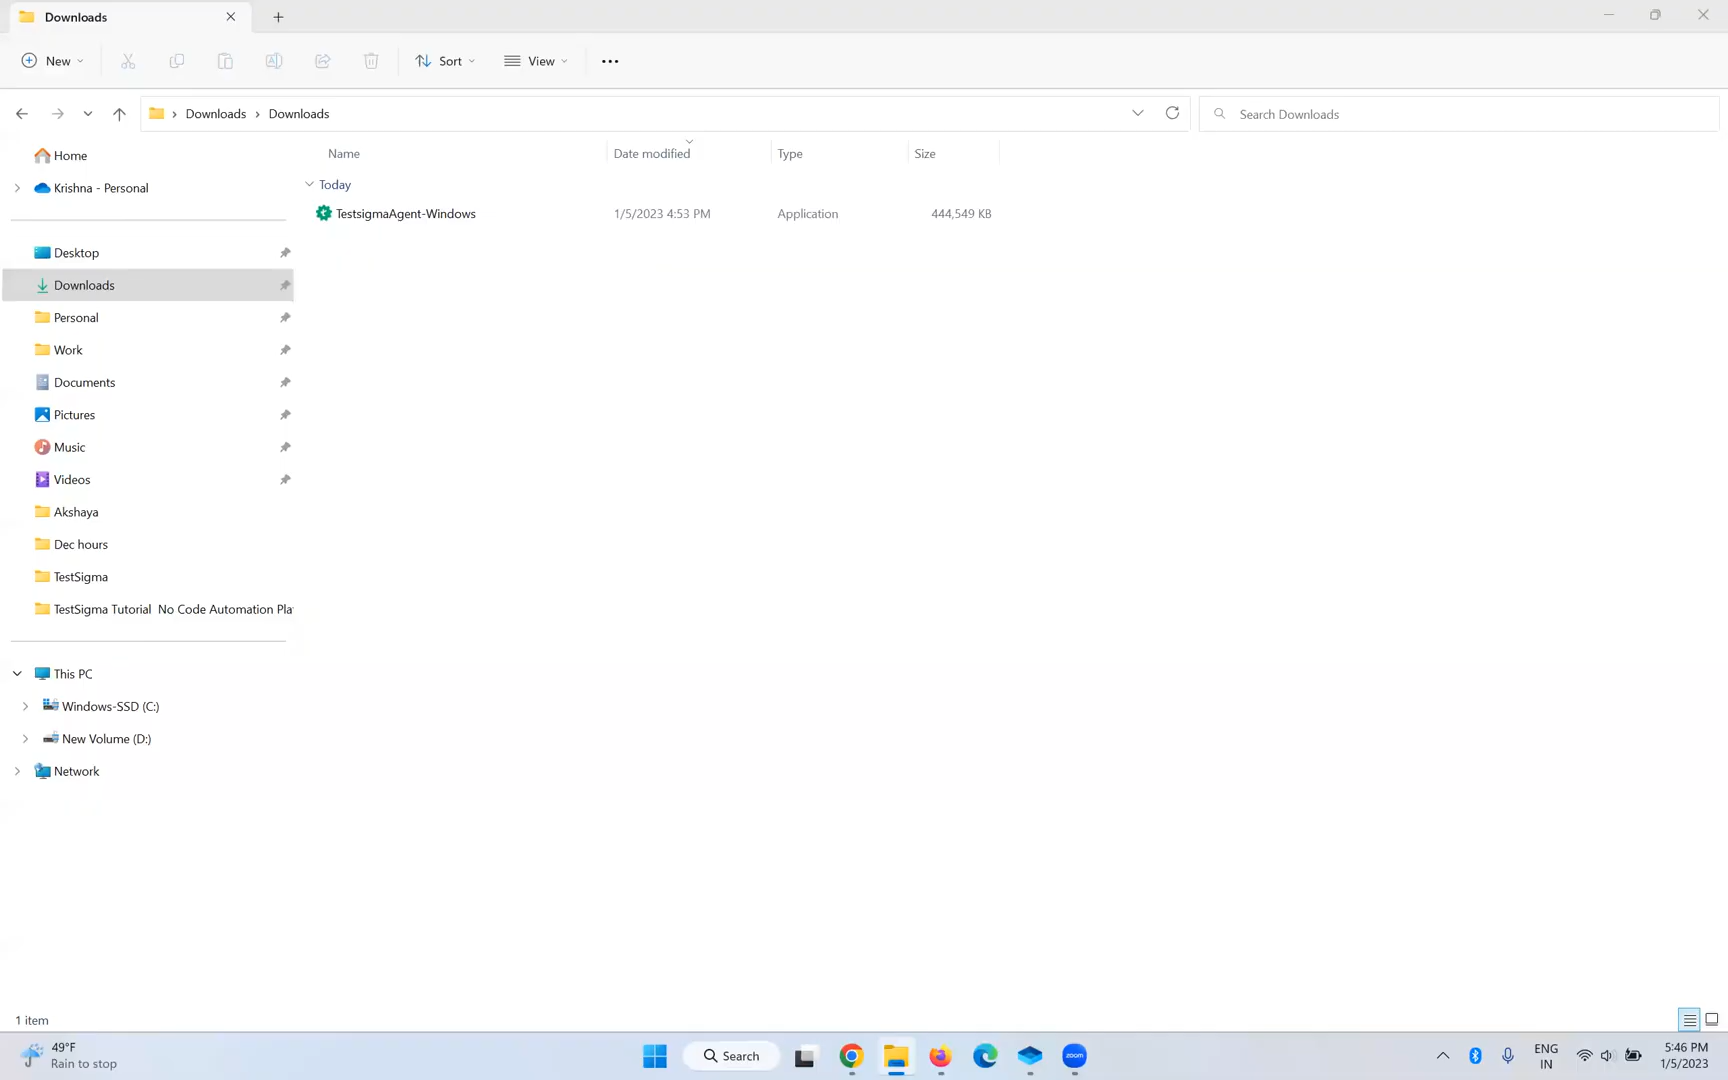 Downloads
New
Sort
View
Downloads
Downloads
Search Downloads
Name
Date modified
Type
Size
Today
TestsigmaAgent-Windows
1/5/2023 4:53 PM
Application
444,549 KB
Home
Krishna - Personal
Desktop
Downloads
Personal
Work
Documents
Pictures
Music
Videos
Akshaya
Dec hours
TestSigma
TestSigma Tutorial No Code Automation Pla
This PC
Windows-SSD (C:)
New Volume (D:)
Network
1 item
49°F
Rain to stop
Search
zoom
ENG
IN
5:46 PM
1/5/2023